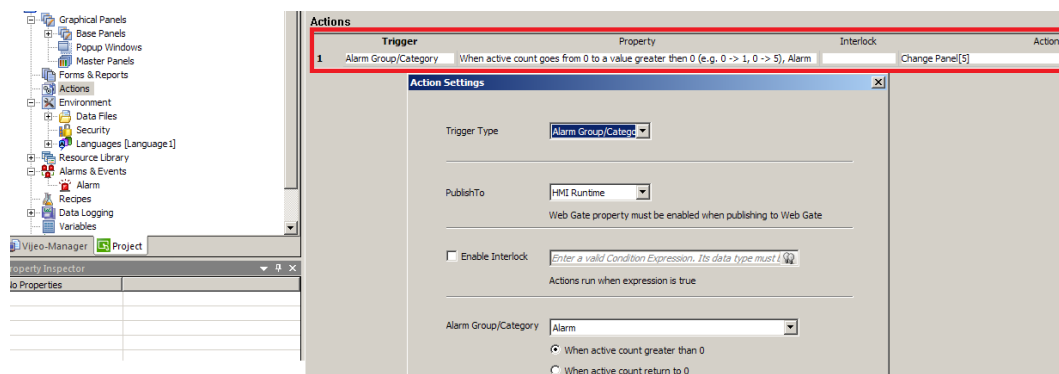 Graphical Panels
Base Panels
Popup Windows
Master Panels
Forms & Reports
Actions
Environment
Data Files
Security
Languages [Language1]
Resource Library
Alarms & Events
Alarm
Recipes
Data Logging
Variables
Vijeo-Manager Project
roperty Inspector
No Properties
Actions
Trigger Property Interlock Action
1 Alarm Group/Category When active count goes from 0 to a value greater then 0 (e.g. 0 -> 1, 0 -> 5), Alarm Change Panel[5]
Action Settings
Trigger Type Alarm Group/Catego
PublishTo HMI Runtime
Web Gate property must be enabled when publishing to Web Gate
Enable Interlock Enter a valid Condition Expression. Its data type must
Actions run when expression is true
Alarm Group/Category Alarm
When active count greater than 0
When active count return to 0